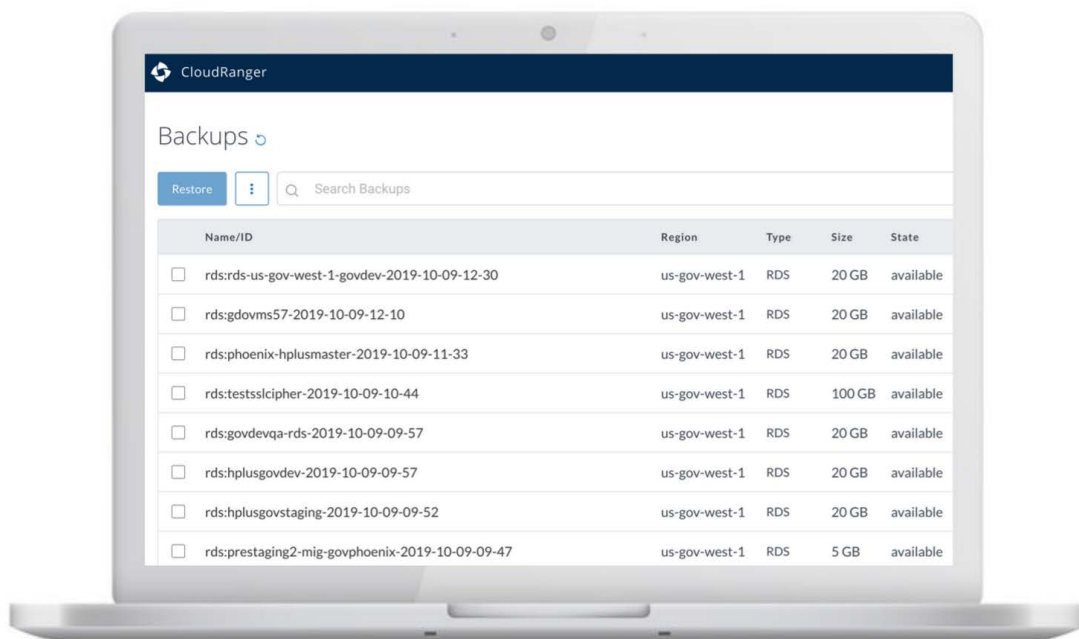 CloudRanger
Backups
Restore Search Backups
Name/ID Region Type Size State
rds:rds-us-gov-west-1-govdev-2019-10-09-12-30 us-gov-west-1 RDS 20 GB available
rds:gdovms57-2019-10-09-12-10 us-gov-west-1 RDS 20 GB available
rds:phoenix-hplusmaster-2019-10-09-11-33 us-gov-west-1 RDS 20 GB available
rds:testsslcipher-2019-10-09-10-44 us-gov-west-1 RDS 100 GB available
rds:govdevqa-rds-2019-10-09-09-57 us-gov-west-1 RDS 20 GB available
rds:hplusgovdev-2019-10-09-09-57 us-gov-west-1 RDS 20 GB available
rds:hplusgovstaging-2019-10-09-09-52 us-gov-west-1 RDS 20 GB available
rds:prestaging2-mig-govphoenix-2019-10-09-09-47 us-gov-west-1 RDS 5 GB available